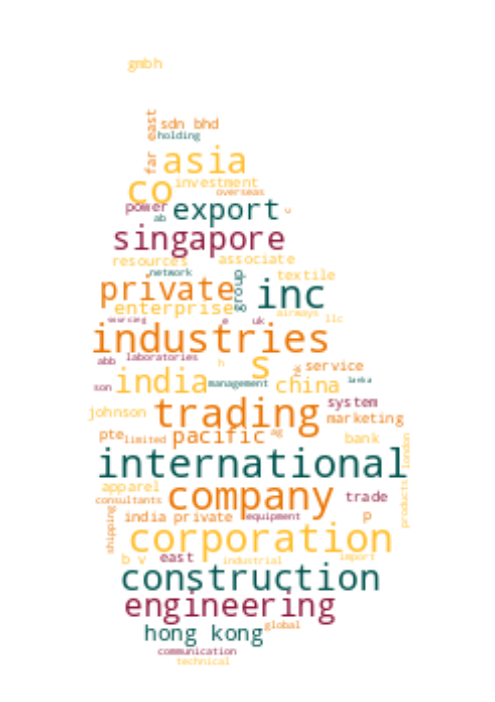 gmbh
far east
sdn bhd
holding
asia
co
investment
overseas
power
ab
export
u
singapore
resources
associate
network
textile
private
group
inc
enterprise
airways
sourcing
e
uk
llc
industries
abb
laboratories
h
s
service
india
management
china
lanka
son
johnson
trading
system
marketing
pte
limited
pacific
ag
bank
london
international
apparel
company
trade
products
consultants
shipping
india private
equipment
p
corporation
b v
east
industrial
import
construction
engineering
hong kong
global
communication
technical